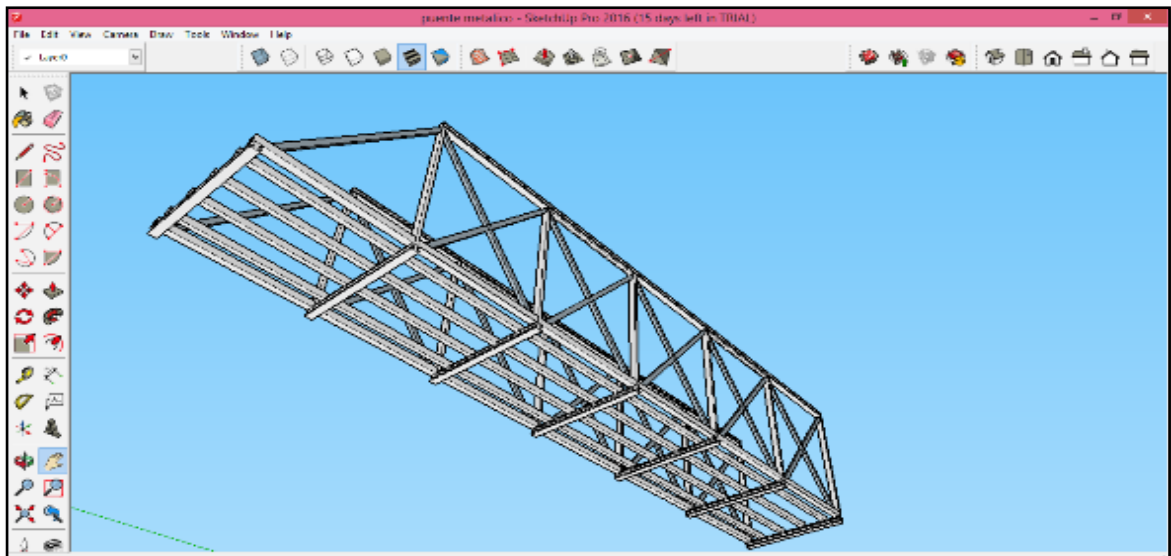 puente metalico - SketchUp Pro 2016 (15 days left in TRIAL)
File Edit View Camera Draw Tools Window Help
Layer0